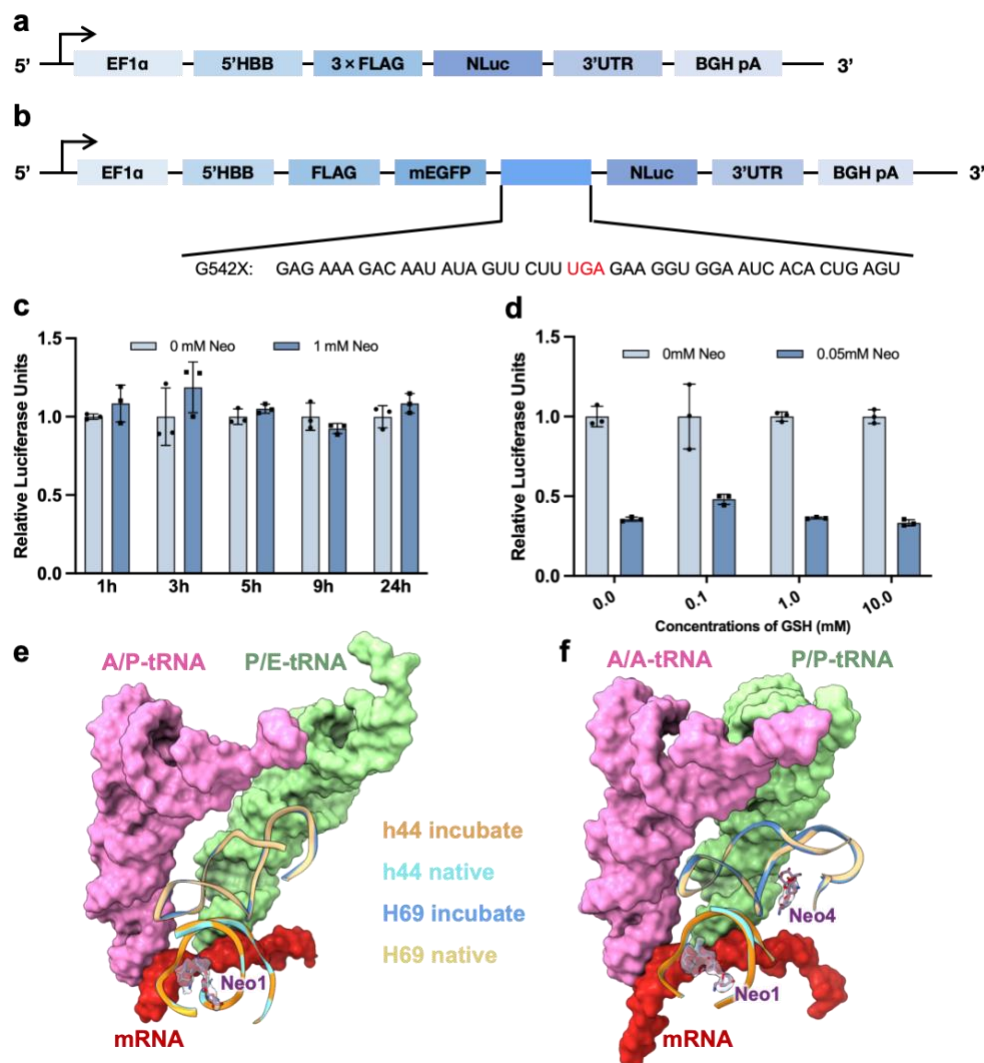 a
5' EF1α 5'HBB 3×FLAG NLuc 3'UTR BGH pA 3'
b
5' EF1α 5'HBB FLAG mEGFP NLuc 3'UTR BGH pA 3'
G542X: GAG AAA GAC AAU AUA GUU CUU UGA GAA GGU GGA AUC ACA CUG AGU
c
0 mM Neo 1 mM Neo
Relative Luciferase Units
1.5
1.0
0.5
0.0
1h 3h 5h 9h 24h
d
0mM Neo 0.05mM Neo
Relative Luciferase Units
1.5
1.0
0.5
0.0
0.0 0.1 1.0 10.0
Concentrations of GSH (mM)
e
A/P-tRNA P/E-tRNA
Neo1
mRNA
h44 incubate
h44 native
H69 incubate
H69 native
f
A/A-tRNA P/P-tRNA
Neo4
Neo1
mRNA